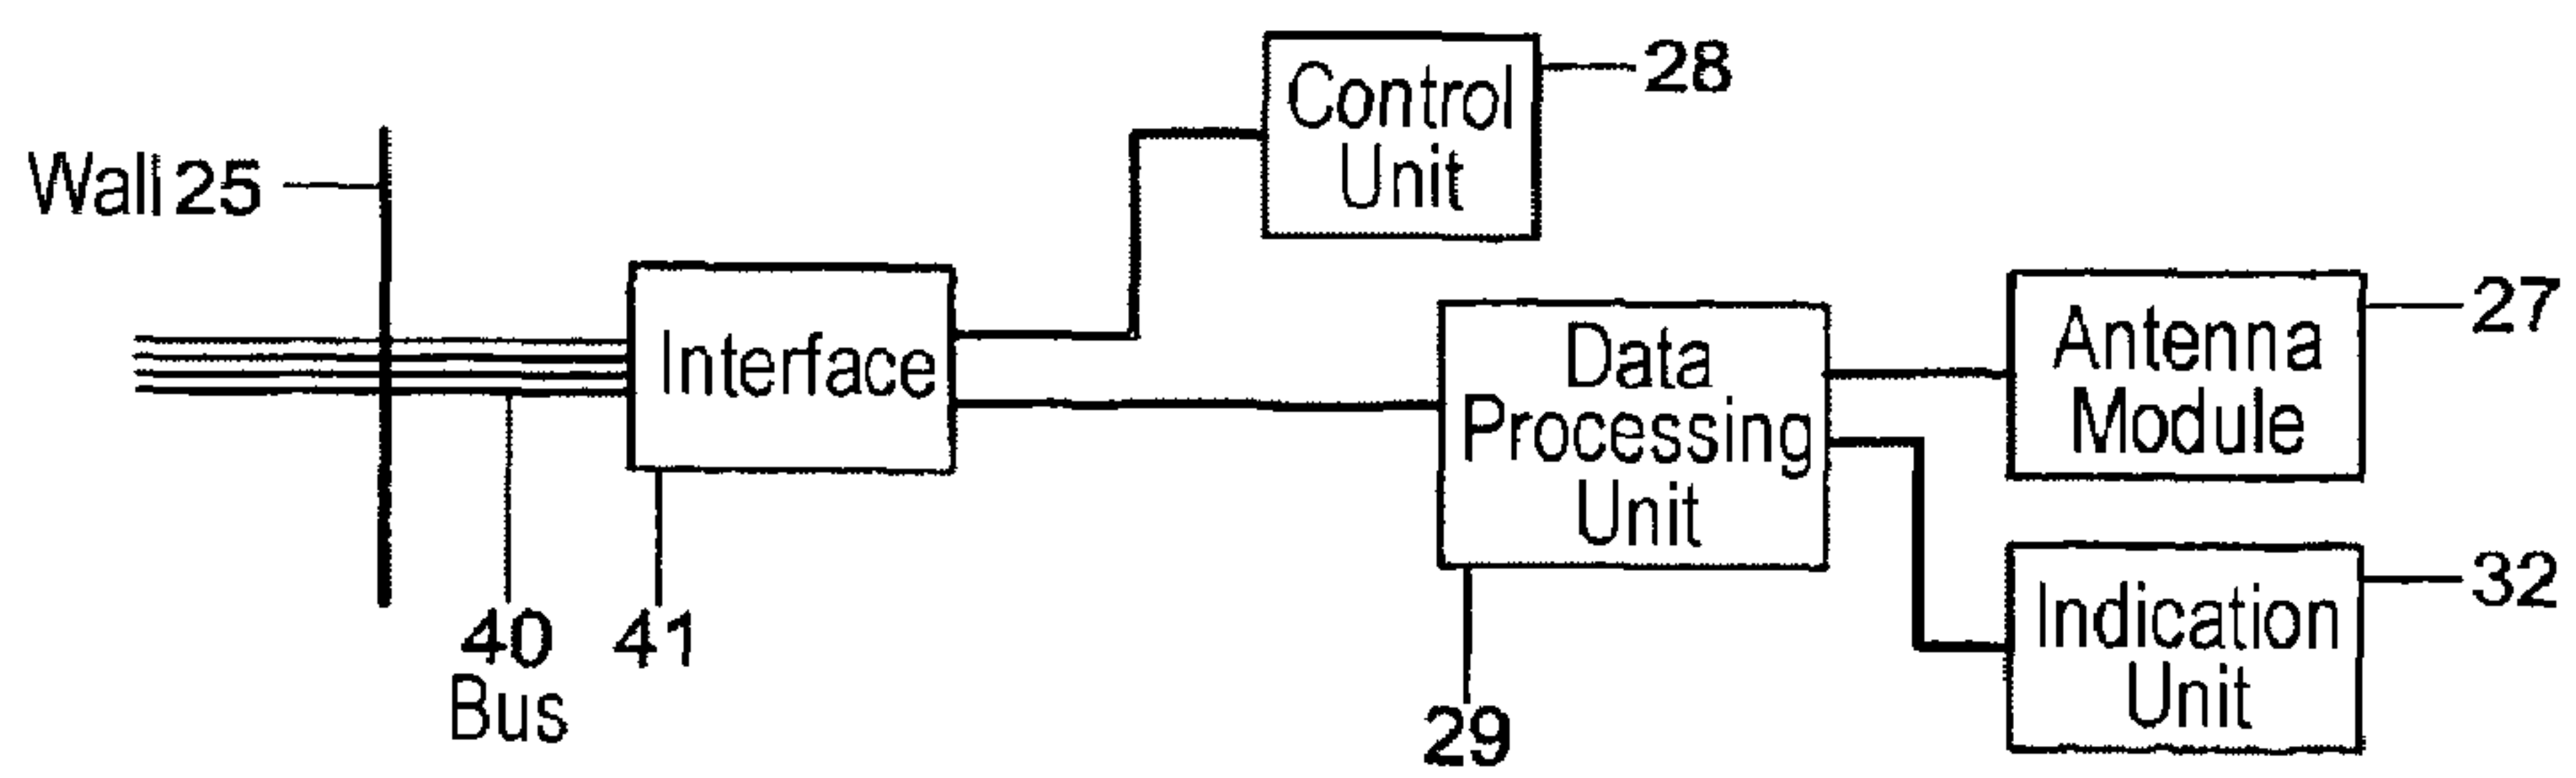 Control
Unit
28
Wall 25
Interface
Data
Processing
Unit
Antenna
Module
27
Indication
Unit
32
40
Bus
41
29